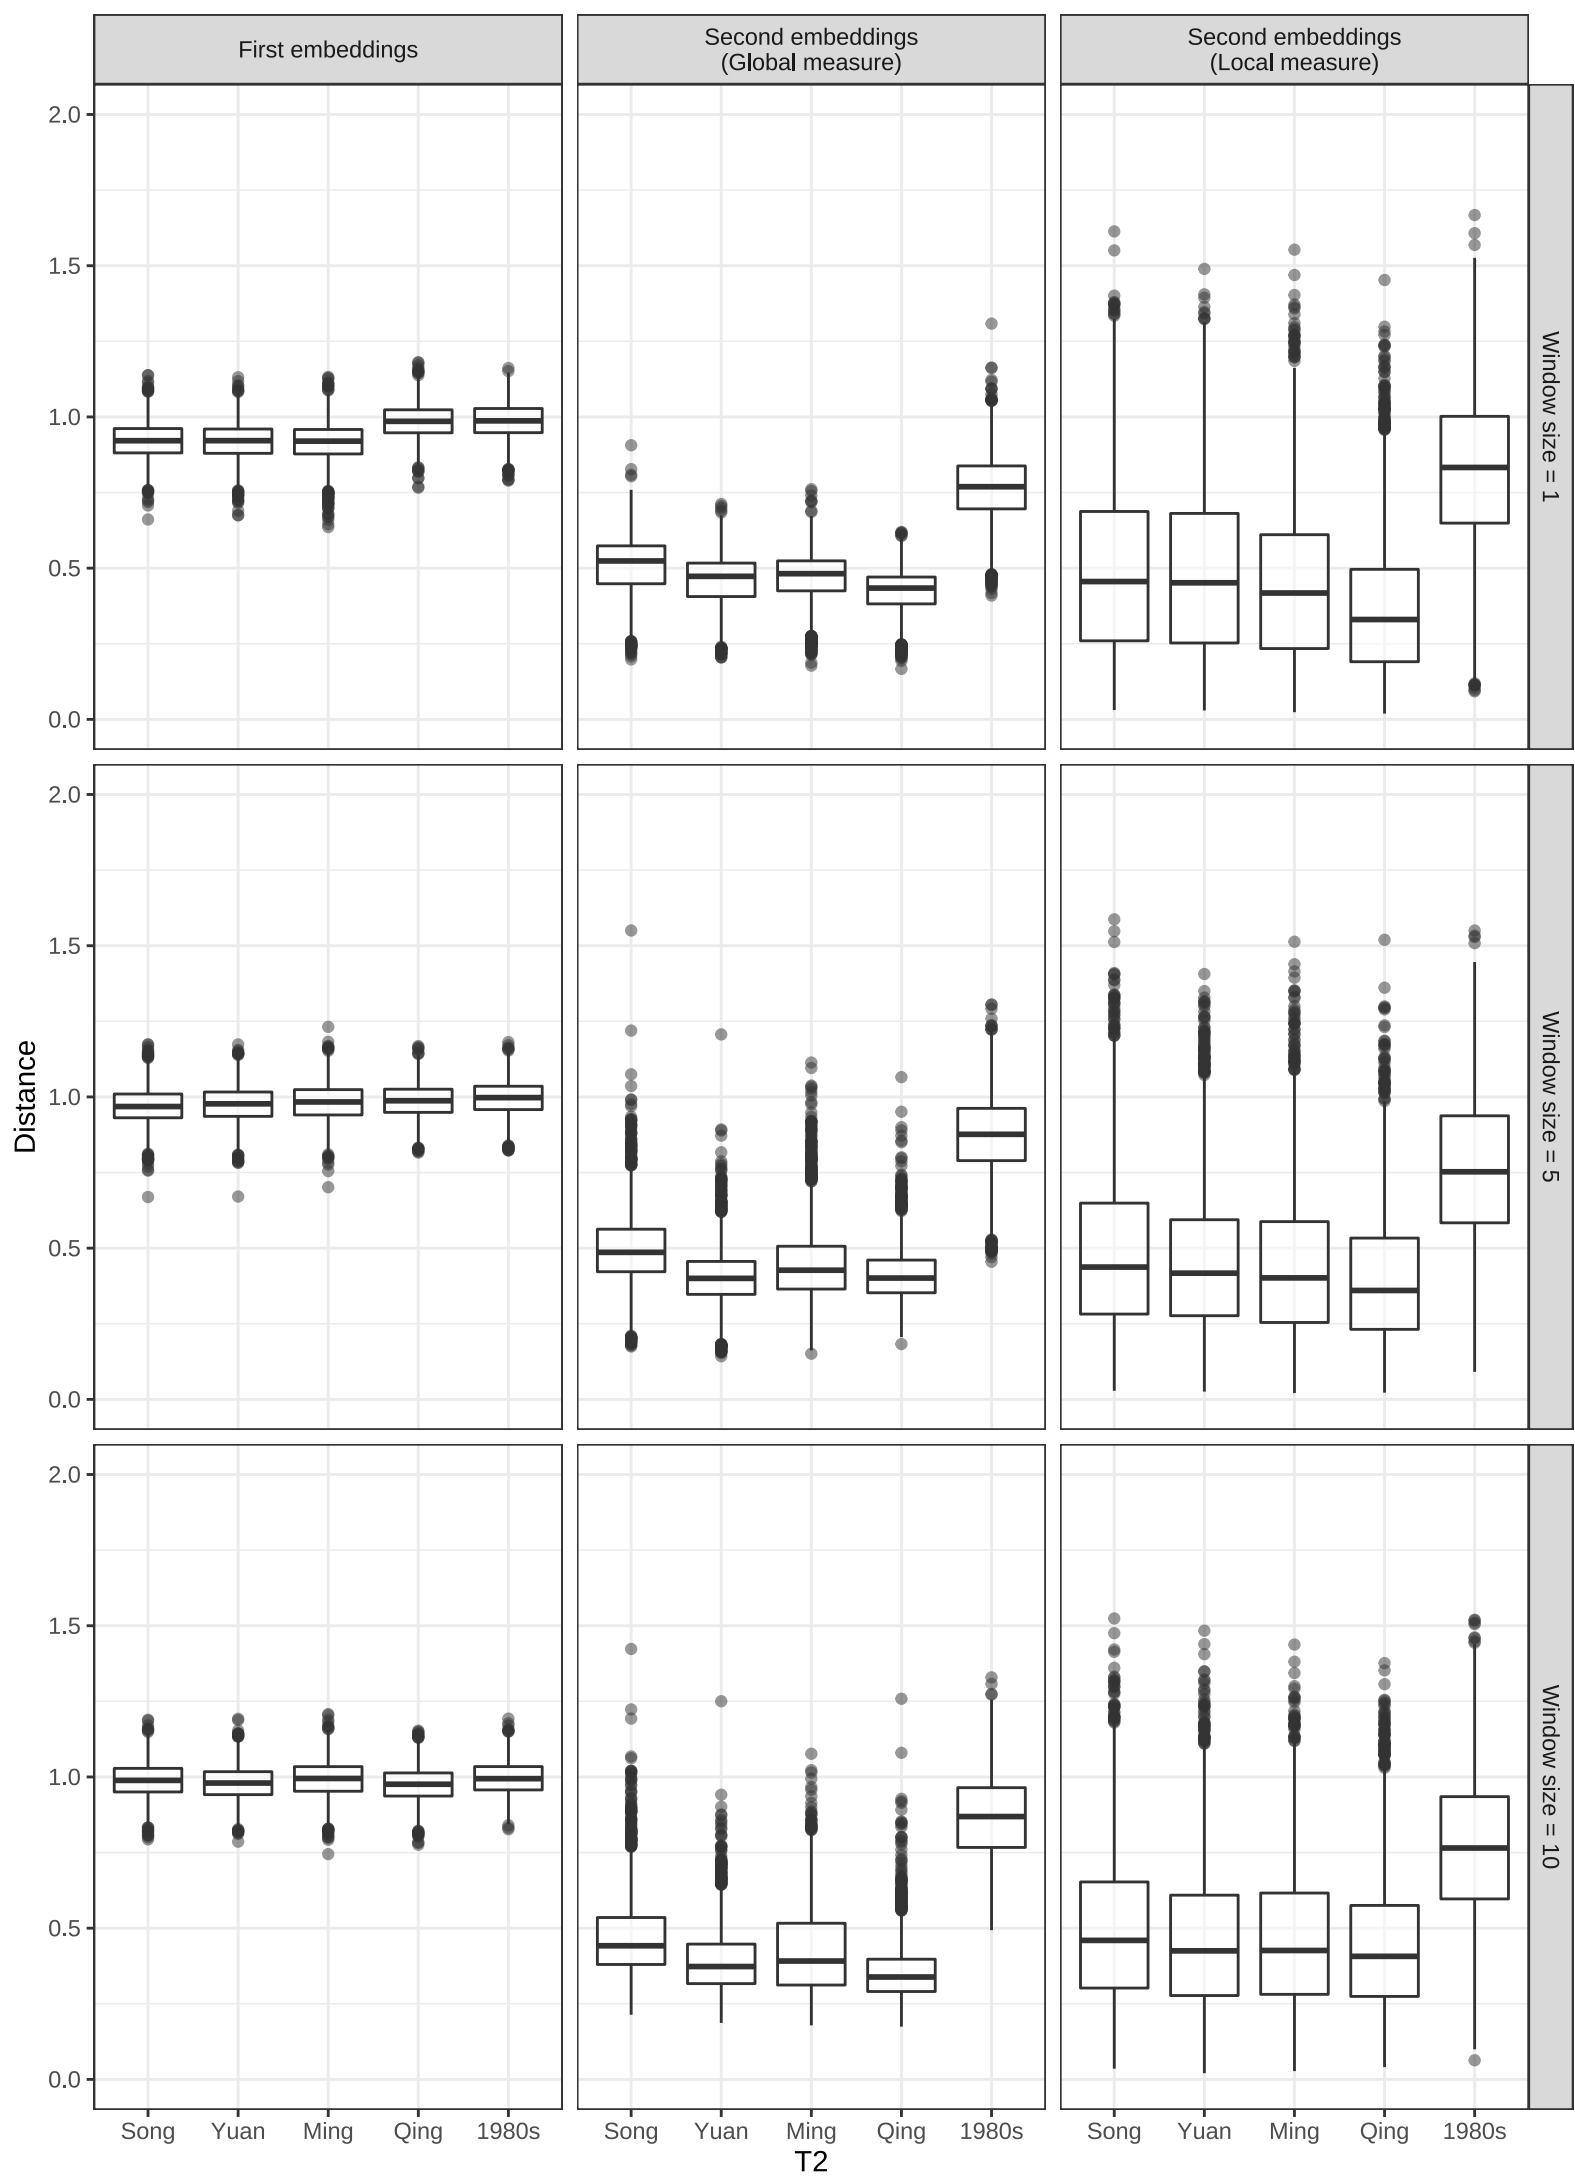 First embeddings
Second embeddings
(Global measure)
Second embeddings
(Local measure)
2.0
1.5
1.0
0.5
0.0
Window size = 1
2.0
1.5
1.0
0.5
0.0
Window size = 5
Distance
2.0
1.5
1.0
0.5
0.0
Window size = 10
Song Yuan Ming Qing 1980s
Song Yuan Ming Qing 1980s
Song Yuan Ming Qing 1980s
T2